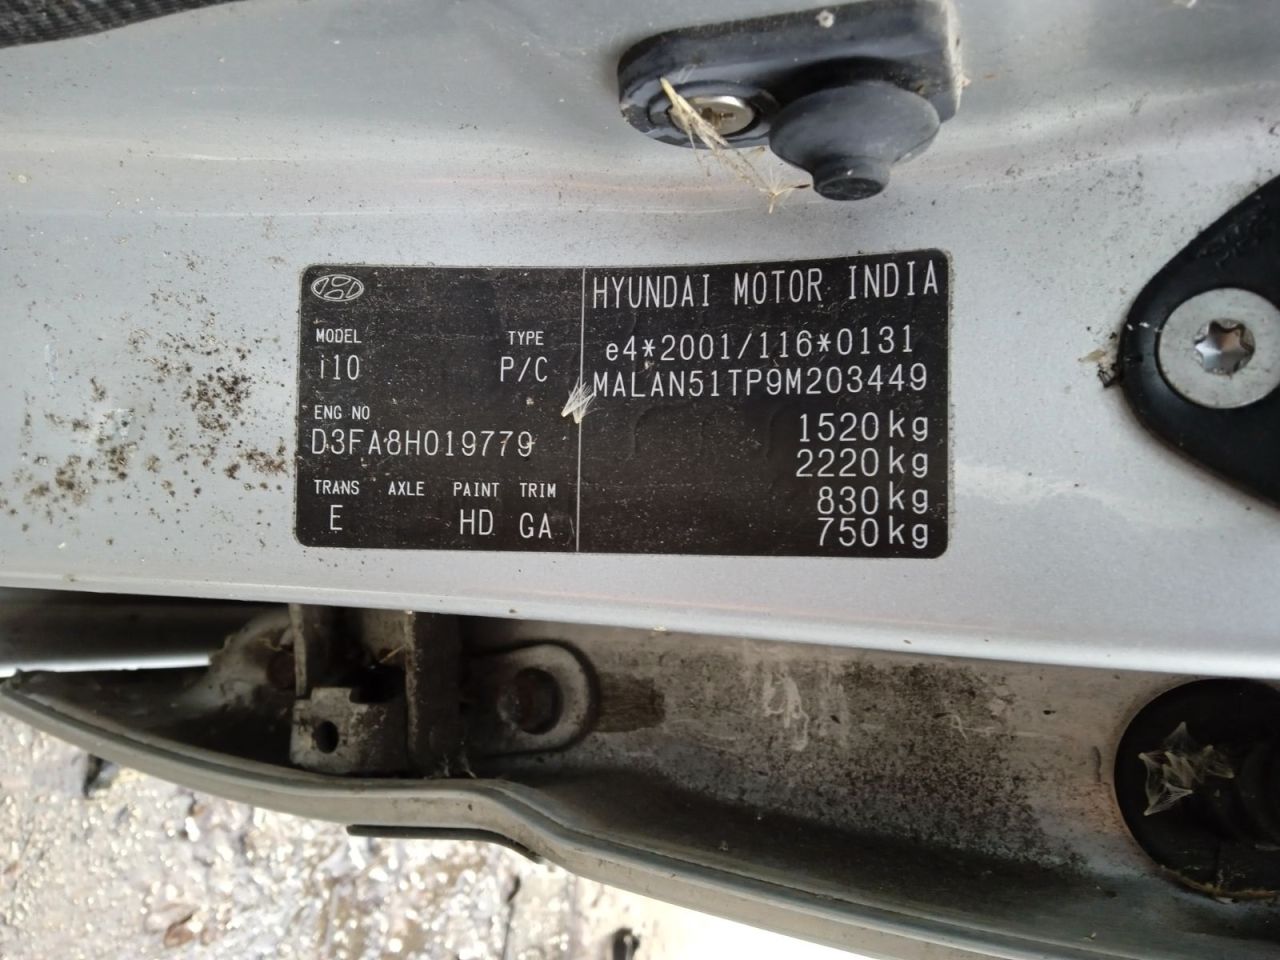 HYUNDAI MOTOR INDIA
MODEL TYPE
i10 P/C
e4*2001/116*0131
MALAN51TP9M203449
ENG NO
D3FA8H019779
1520kg
2220kg
830kg
750kg
TRANS AXLE PAINT TRIM
E HD GA